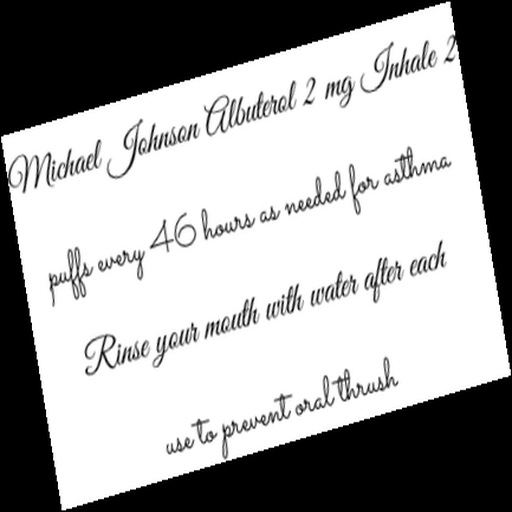 Michael Johnson Albuterol 2 mg Inhale 2
puffs every 46 hours as needed for asthma
Rinse your mouth with water after each
use to prevent oral thrush